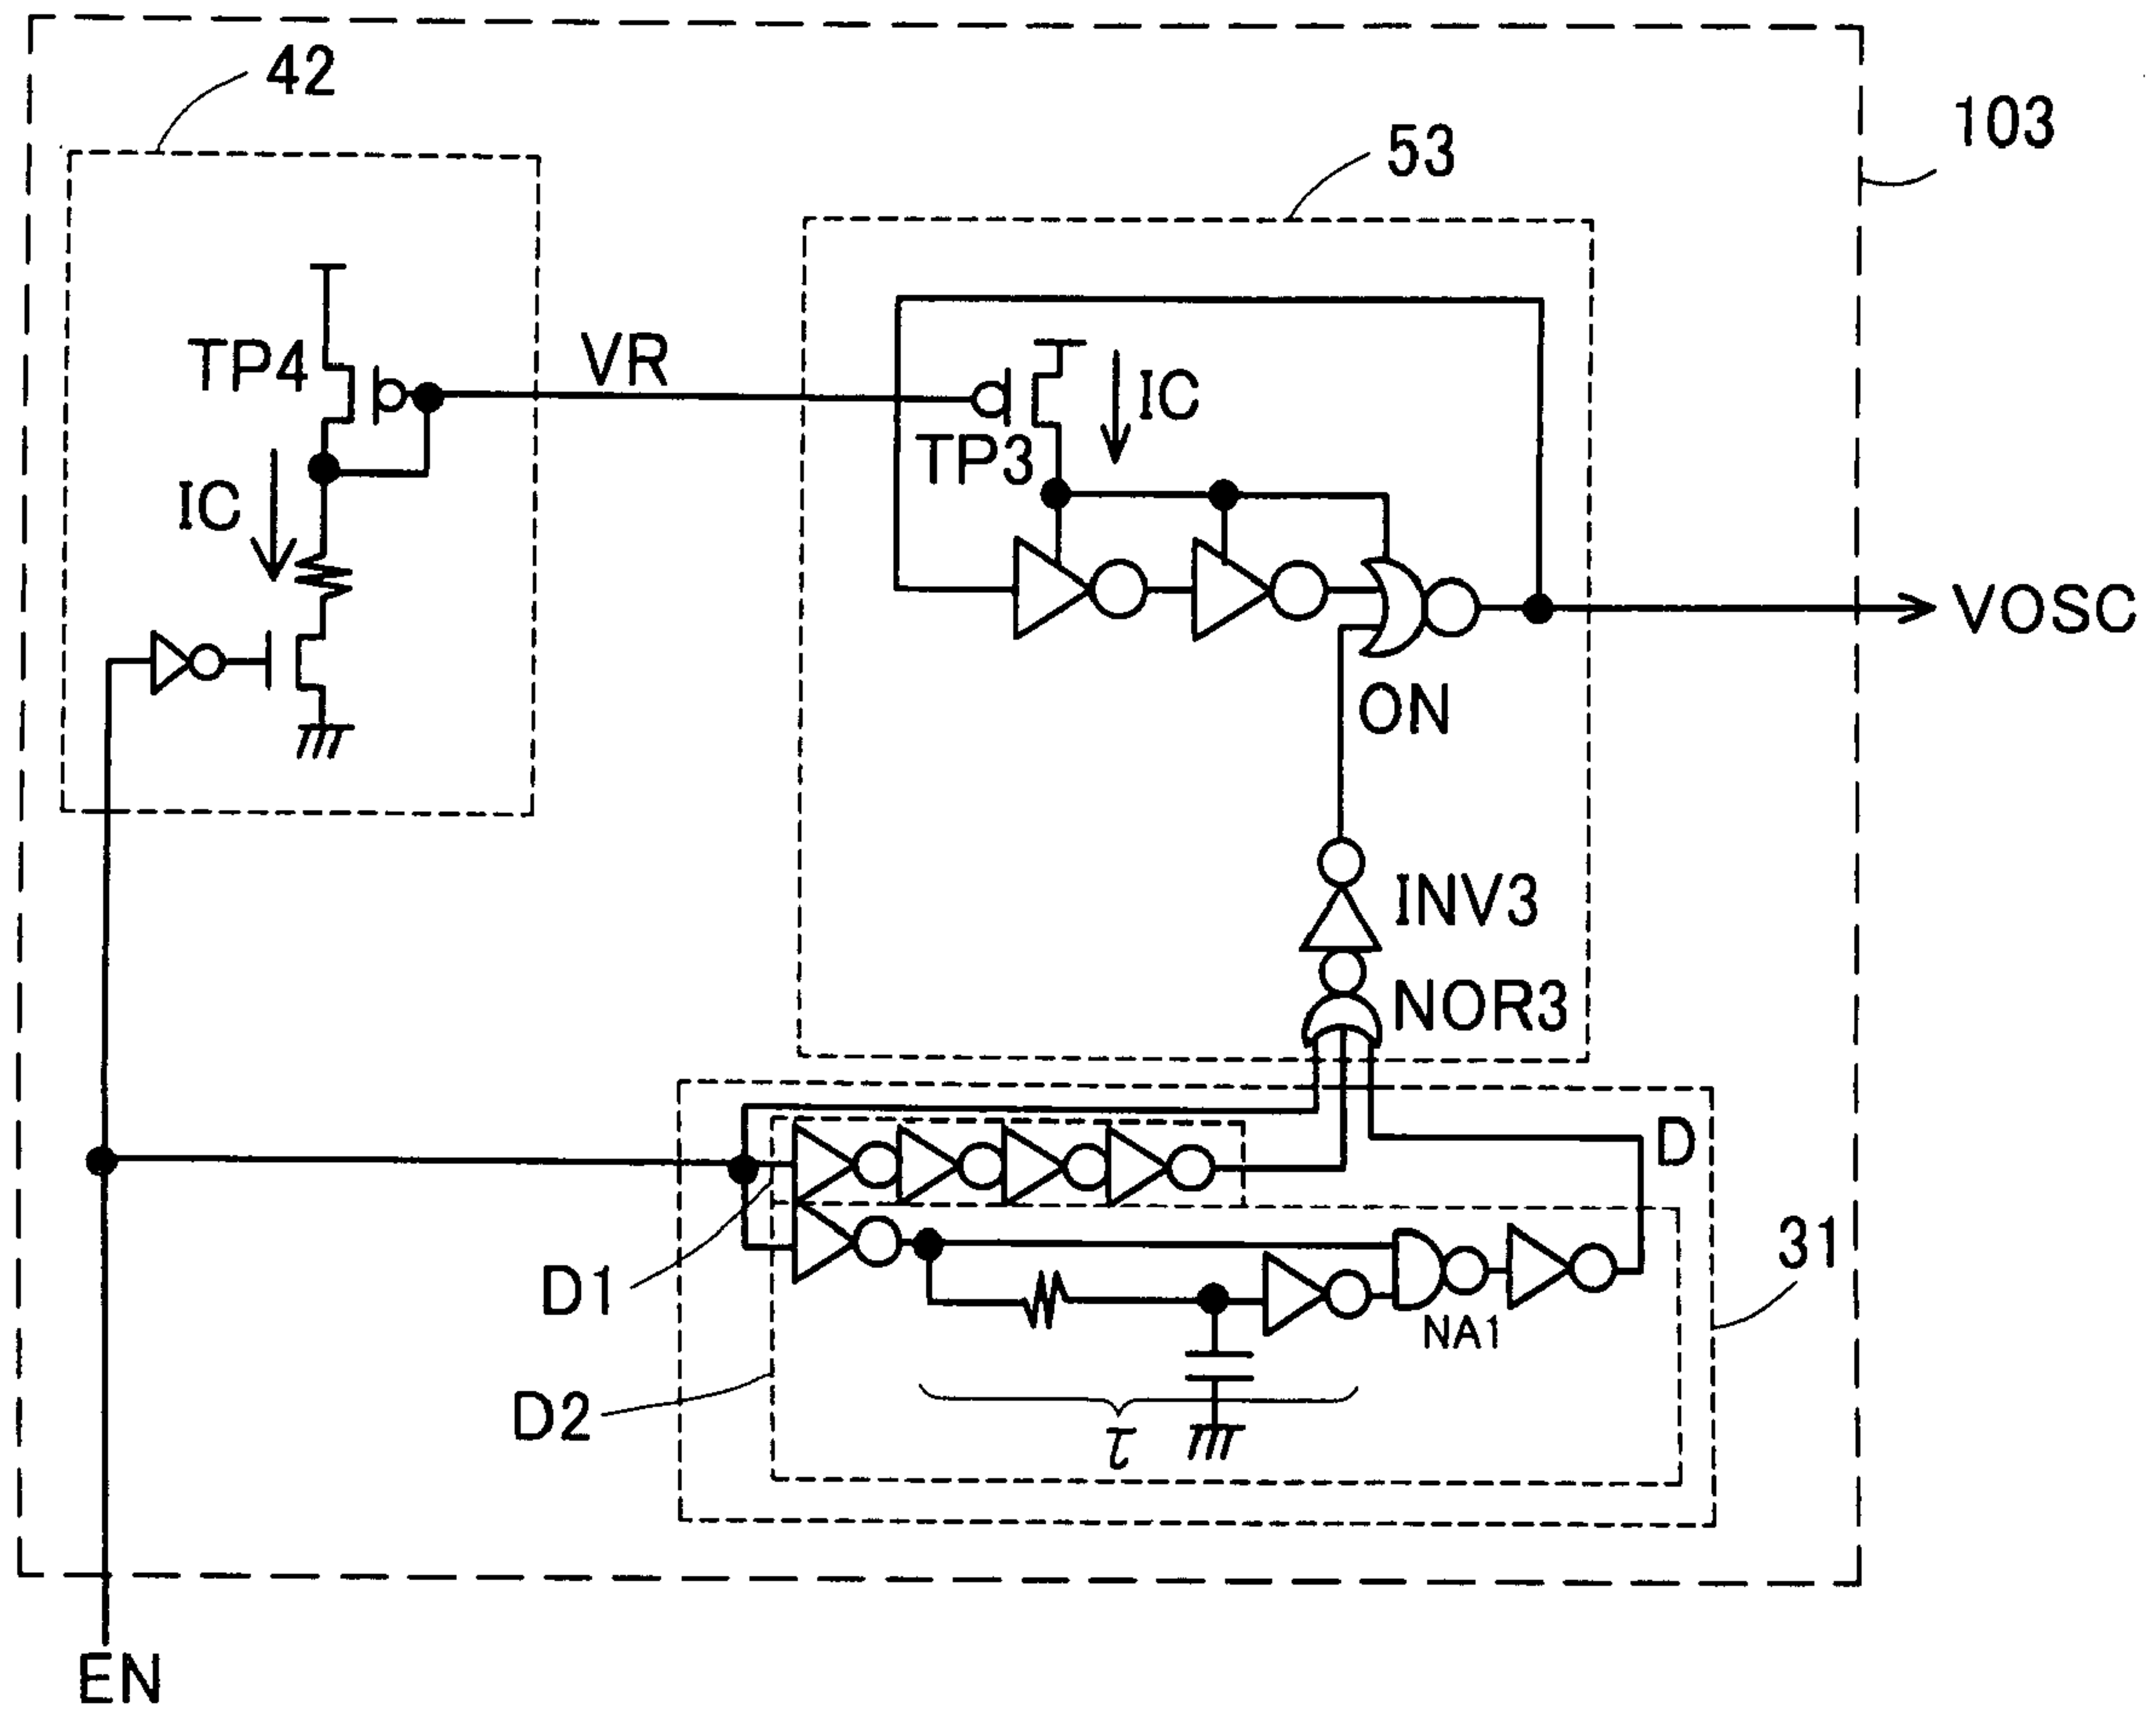 42
103
53
TP4
VR
IC
TP3
IC
VOSC
ON
INV3
NOR3
D
D1
31
NA1
D2
τ
EN